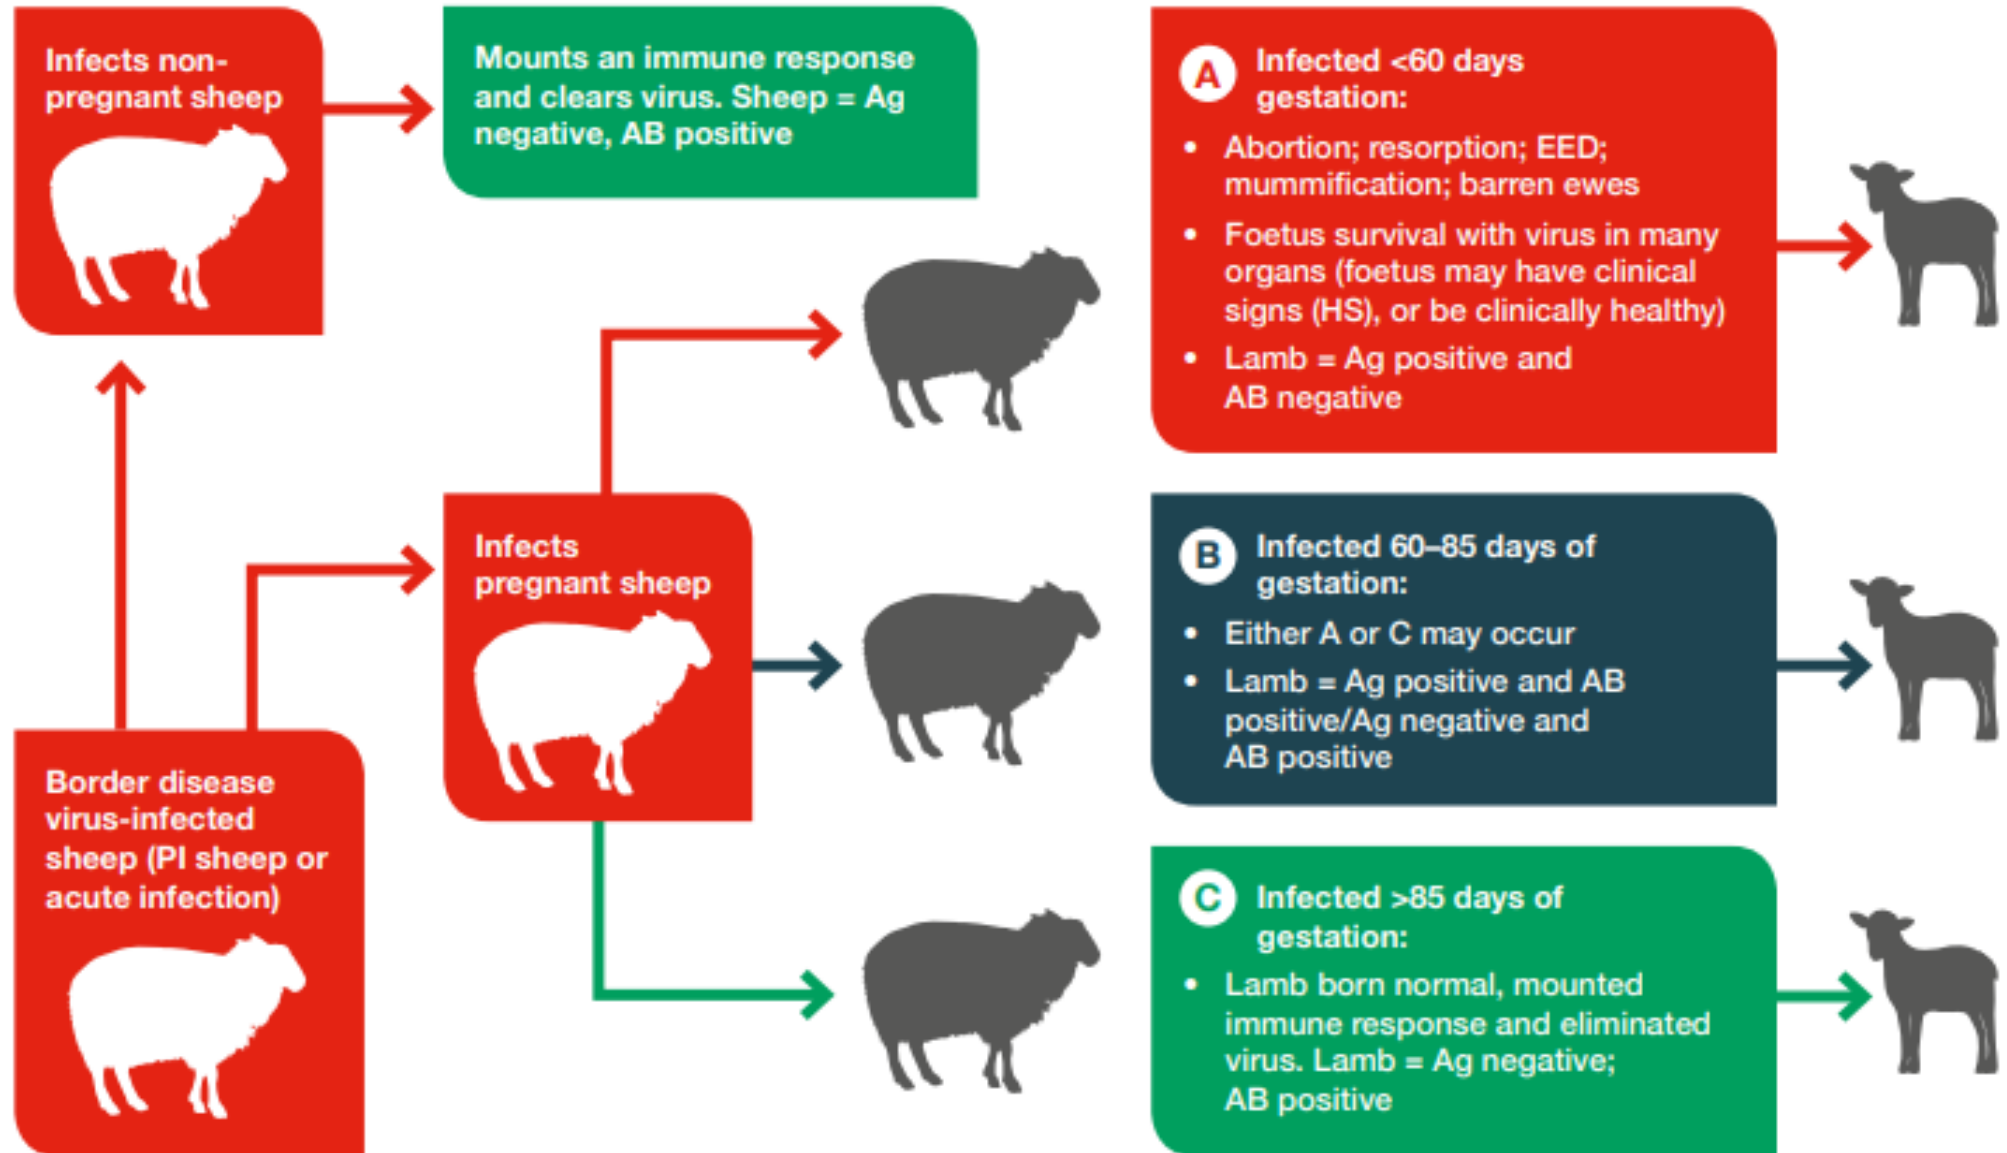 Infects non-
pregnant sheep
Mounts an immune response
and clears virus. Sheep = Ag
negative, AB positive
Border disease
virus-infected
sheep (PI sheep or
acute infection)
Infects
pregnant sheep
A Infected <60 days
gestation:
• Abortion; resorption; EED;
mummification; barren ewes
• Foetus survival with virus in many
organs (foetus may have clinical
signs (HS), or be clinically healthy)
• Lamb = Ag positive and
AB negative
B Infected 60–85 days of
gestation:
• Either A or C may occur
• Lamb = Ag positive and AB
positive/Ag negative and
AB positive
C Infected >85 days of
gestation:
• Lamb born normal, mounted
immune response and eliminated
virus. Lamb = Ag negative;
AB positive